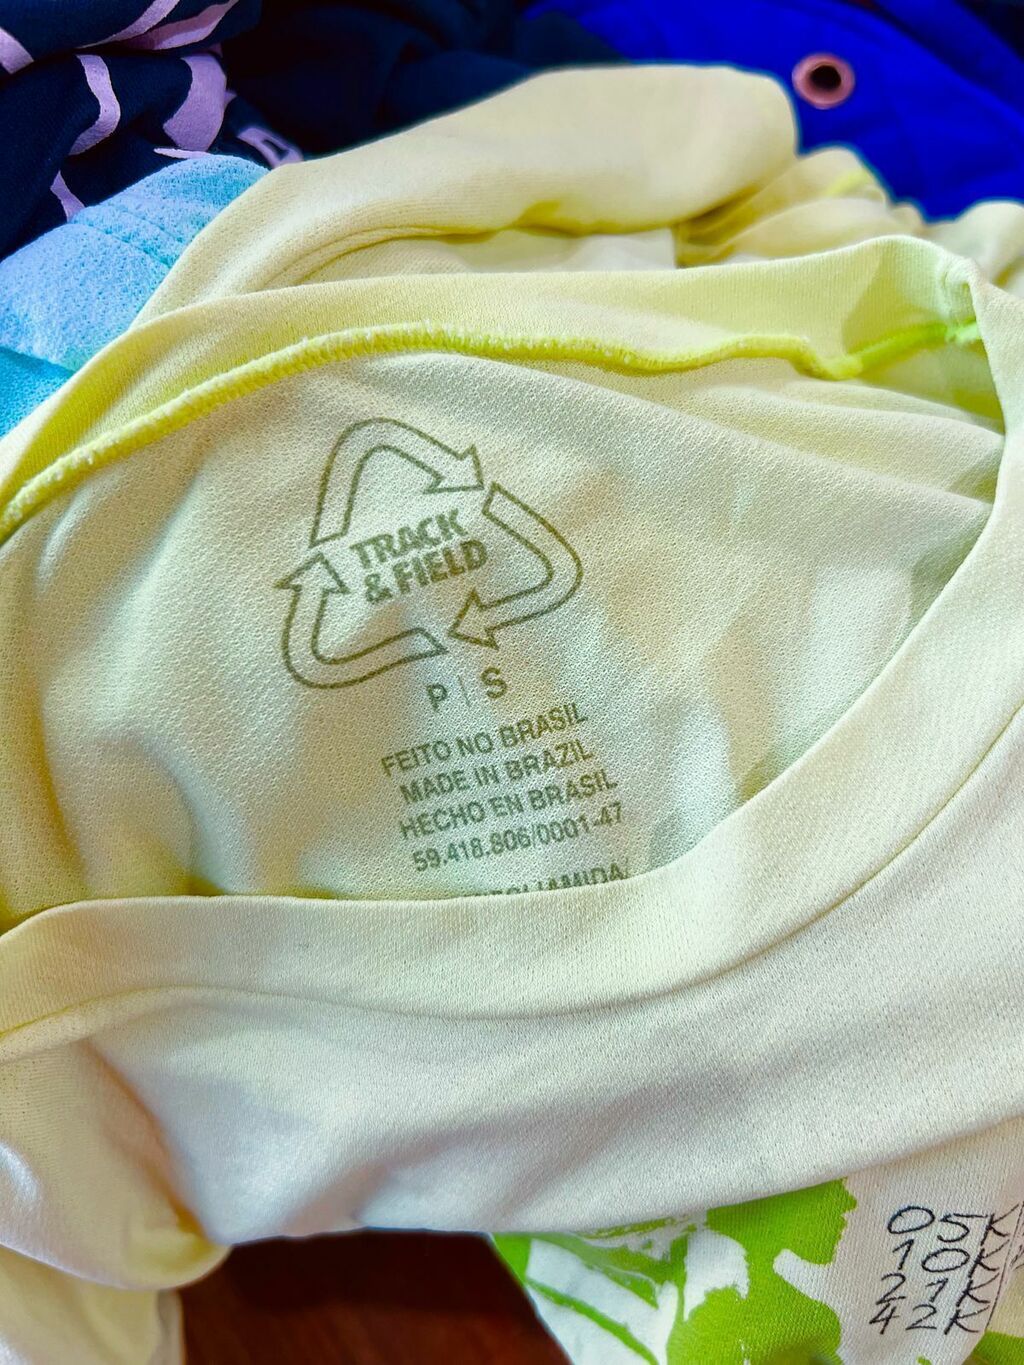 TRACK
& FIELD
P | S
FEITO NO BRASIL
MADE IN BRAZIL
HECHO EN BRASIL
59.418.806/0001-47
05K
10K
21K
42K